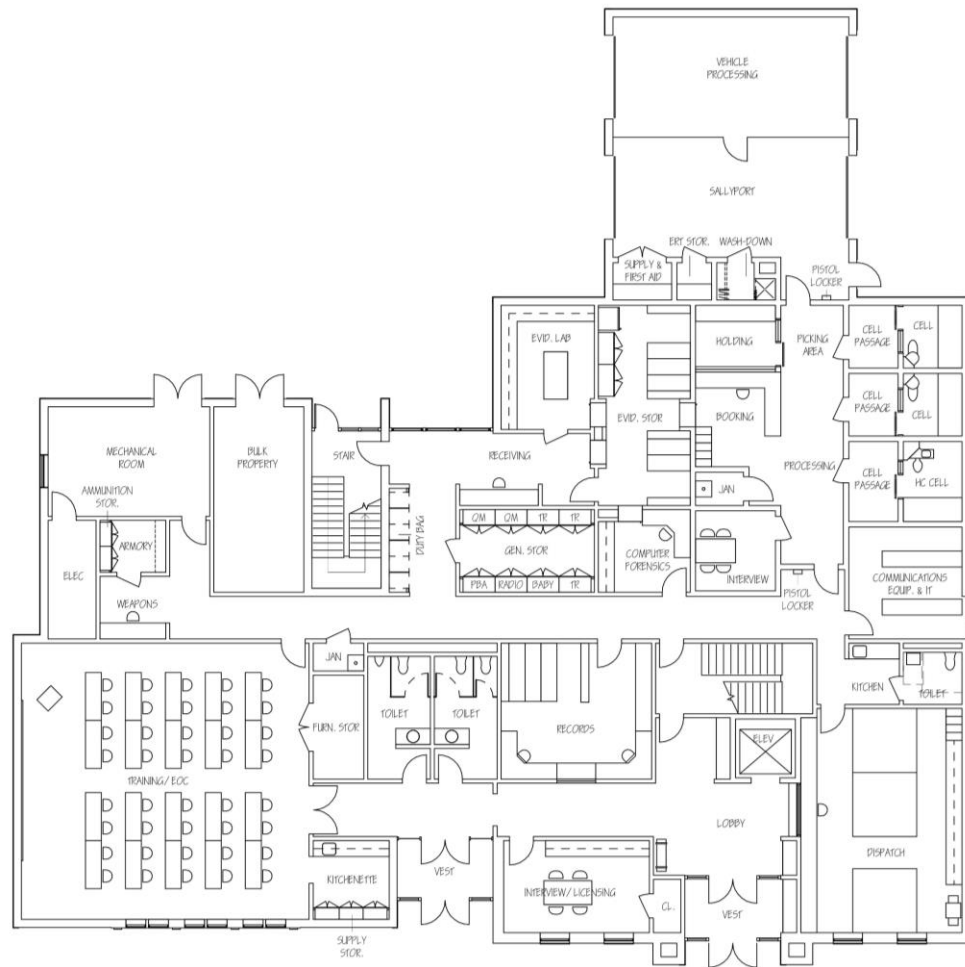 VEHICLE
PROCESSING
SALLYPORT
ERT STOR.
WASH-DOWN
SUPPLY &
FIRST AID
PISTOL
LOCKER
EVID. LAB
HOLDING
PICKING
AREA
CELL
PASSAGE
CELL
EVID. STOR
BOOKING
CELL
PASSAGE
CELL
MECHANICAL
ROOM
BULK
PROPERTY
STAIR
RECEIVING
PROCESSING
CELL
PASSAGE
HC CELL
JAN
AMMUNITION
STOR.
ARMORY
DUTY BAG
QM
QM
TR
TR
GEN. STOR
PBA
RADIO
BABY
TR
COMPUTER
FORENSICS
INTERVIEW
PISTOL
LOCKER
COMMUNICATIONS
EQUIP. & IT
ELEC
WEAPONS
JAN
TOILET
TOILET
FURN. STOR
RECORDS
KITCHEN
TOILET
ELEV
TRAINING/ EOC
LOBBY
DISPATCH
KITCHENETTE
VEST
INTERVIEW/ LICENSING
CL.
VEST
SUPPLY
STOR.